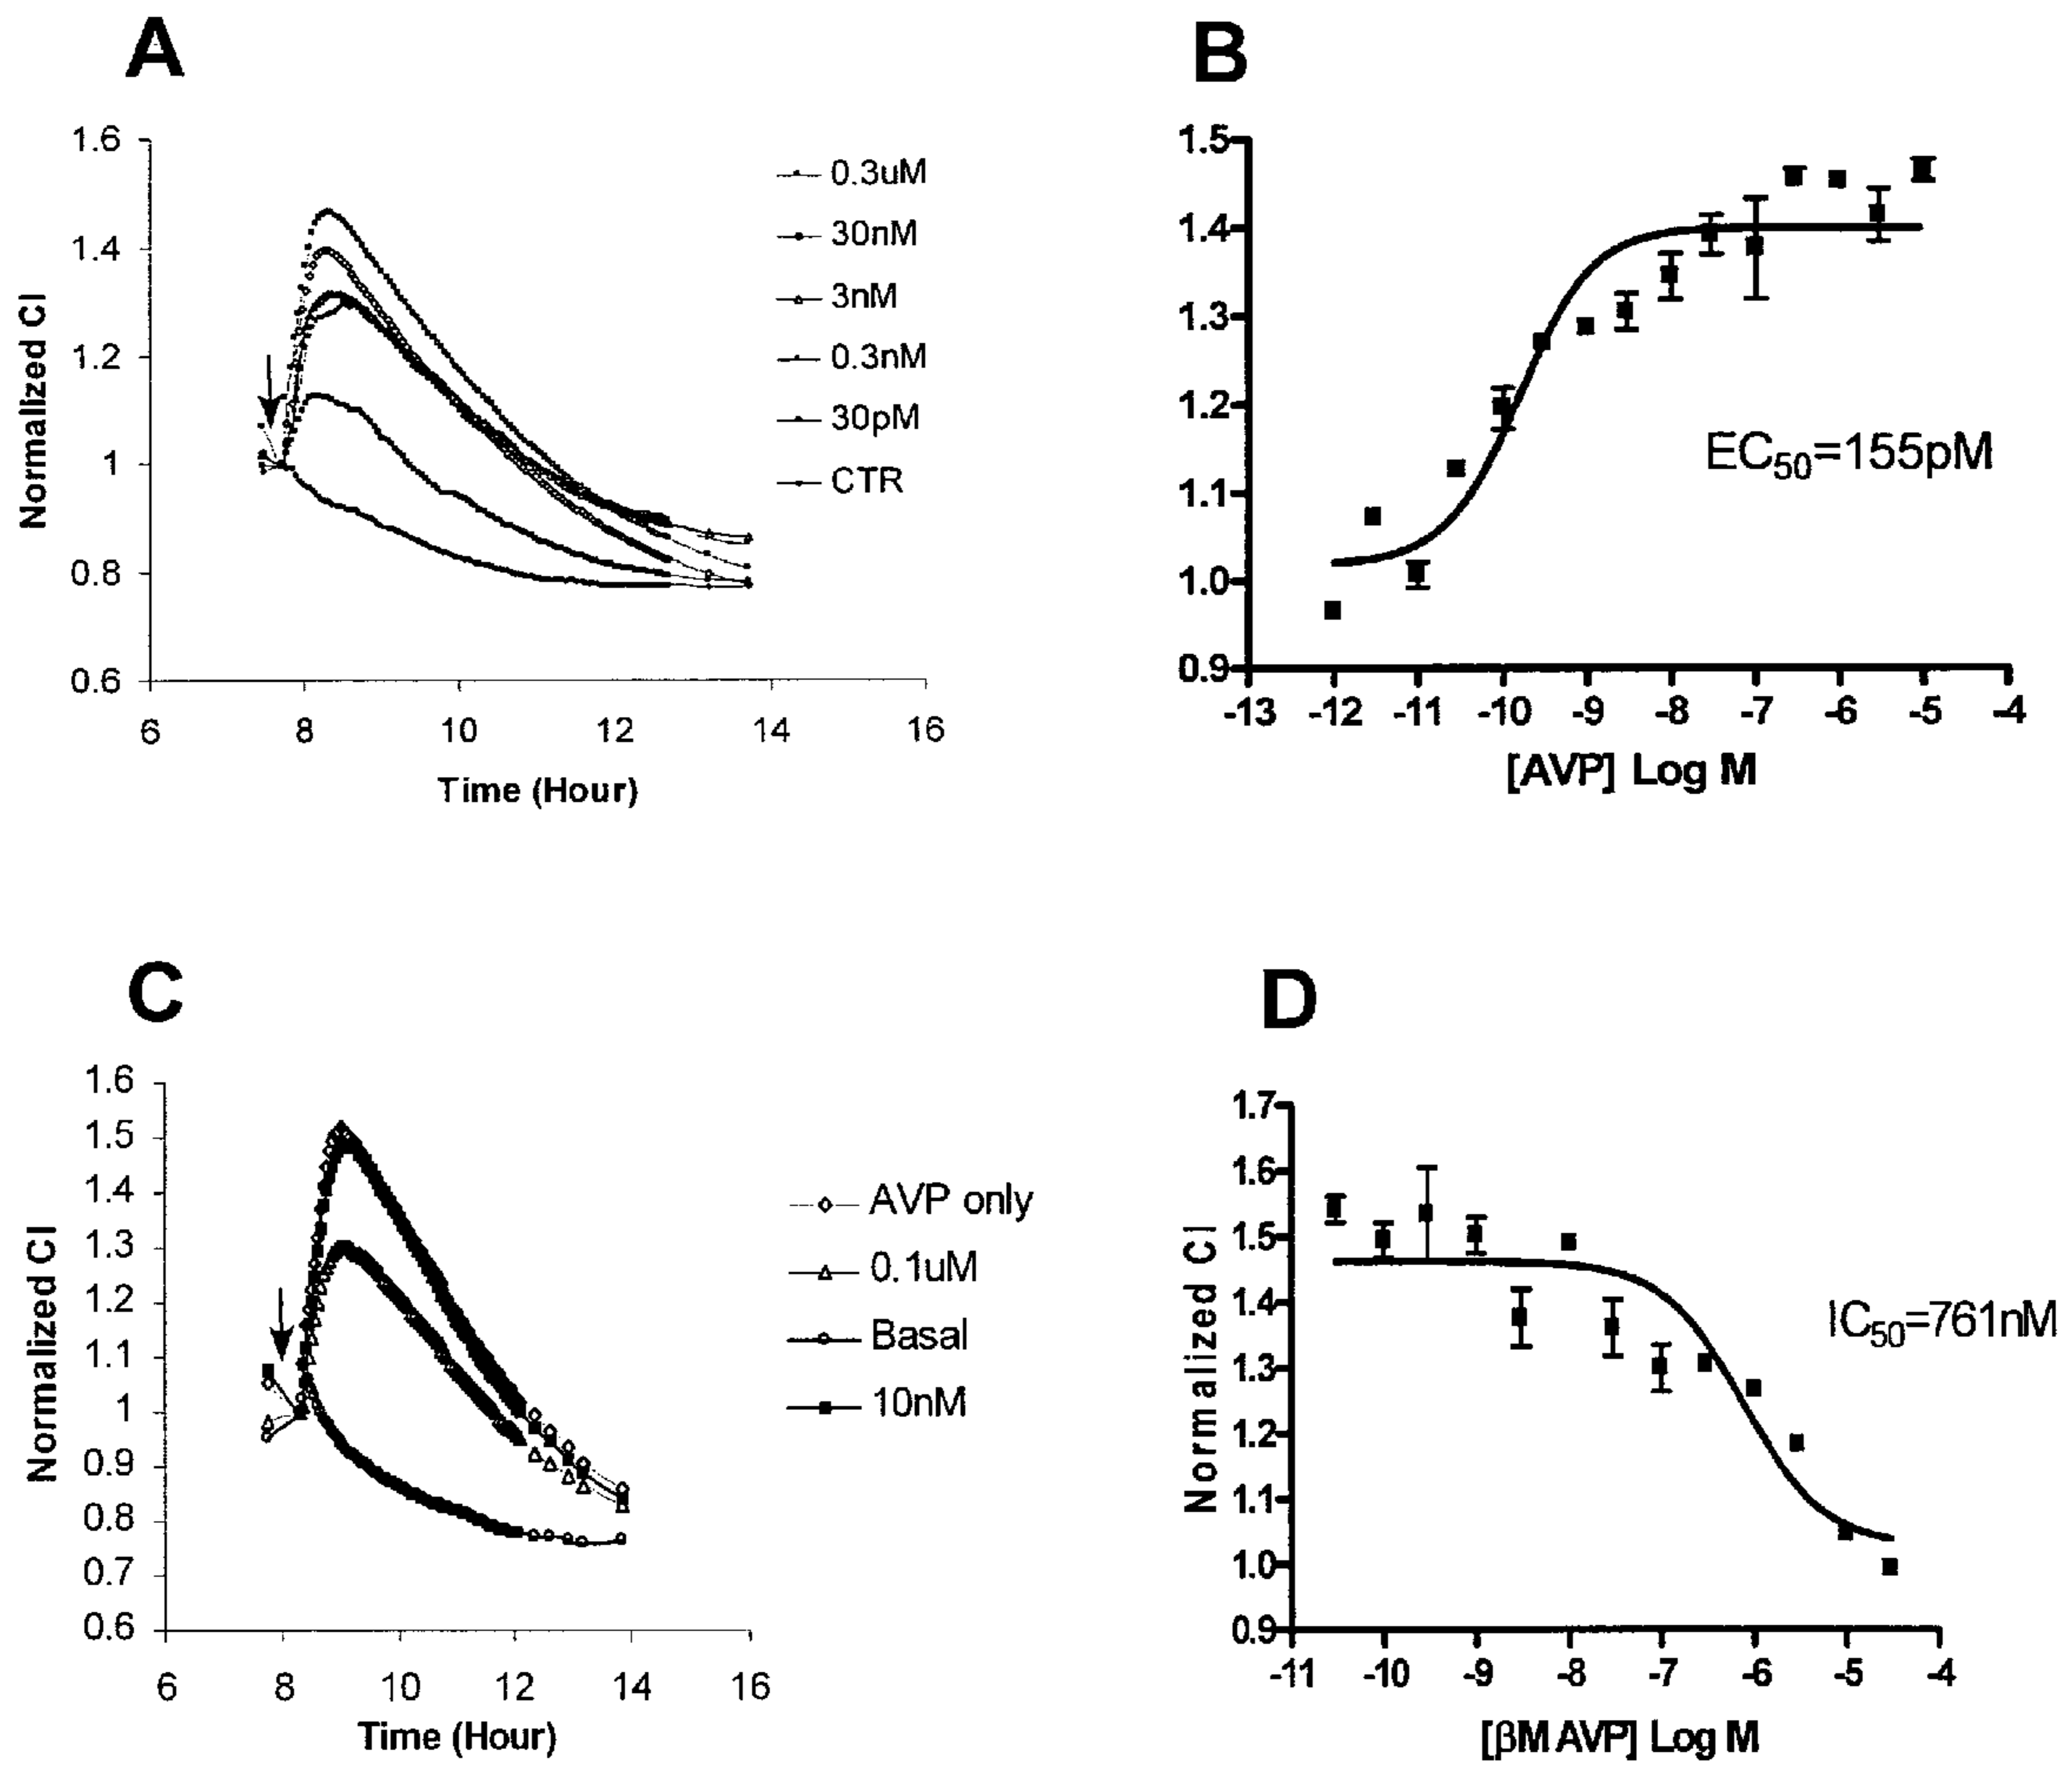 A
1.6
1.4
1.2
1
0.8
0.6
6 8 10 12 14 16
Normalized CI
Time (Hour)
0.3uM
30nM
3nM
0.3nM
30pM
CTR
B
1.5
1.4
1.3
1.2
1.1
1.0
0.9
-13 -12 -11 -10 -9 -8 -7 -6 -5 -4
[AVP] Log M
EC₅₀=155pM
C
1.6
1.5
1.4
1.3
1.2
1.1
1
0.9
0.8
0.7
0.6
6 8 10 12 14 16
Normalized CI
Time (Hour)
AVP only
0.1uM
Basal
10nM
D
1.7
1.6
1.5
1.4
1.3
1.2
1.1
1.0
0.9
-11 -10 -9 -8 -7 -6 -5 -4
Normalized CI
[βM AVP] Log M
IC₅₀=761nM